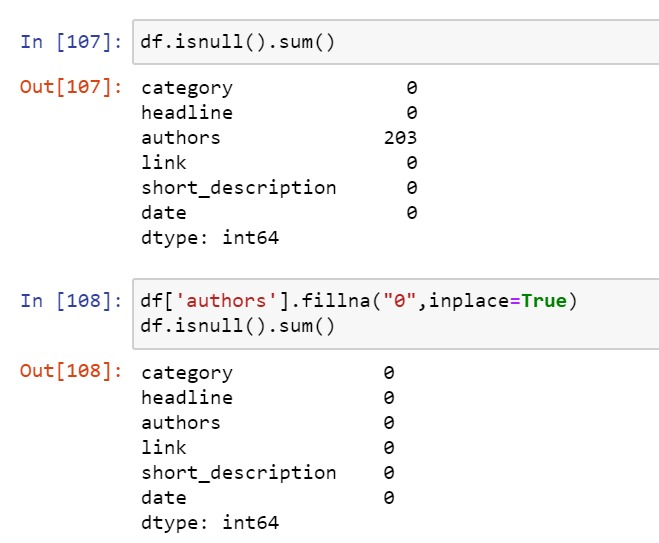 In [107]: df.isnull().sum()
Out[107]: category 0
headline 0
authors 203
link 0
short_description 0
date 0
dtype: int64
In [108]: df['authors'].fillna("0",inplace=True)
df.isnull().sum()
Out[108]: category 0
headline 0
authors 0
link 0
short_description 0
date 0
dtype: int64